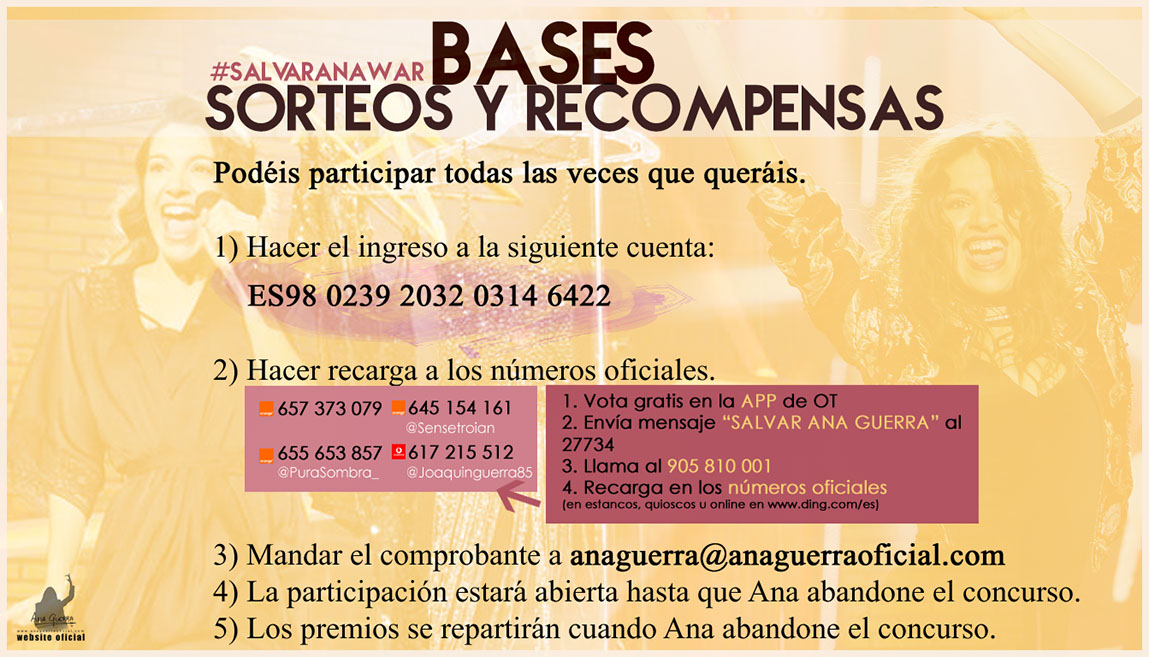 #SALVARANAWAR BASES
SORTEOS Y RECOMPENSAS
Podéis participar todas las veces que queráis.
1) Hacer el ingreso a la siguiente cuenta:
ES98 0239 2032 0314 6422
2) Hacer recarga a los números oficiales.
657 373 079 645 154 161
@Sensetroian
655 653 857 617 215 512
@PuraSombra_ @Joaquinguerra85
1. Vota gratis en la APP de OT
2. Envía mensaje “SALVAR ANA GUERRA” al
27734
3. Llama al 905 810 001
4. Recarga en los números oficiales
(en estancos, quioscos u online en www.ding.com/es)
3) Mandar el comprobante a anaguerra@anaguerraoficial.com
4) La participación estará abierta hasta que Ana abandone el concurso.
5) Los premios se repartirán cuando Ana abandone el concurso.
Ana Guerra
website oficial